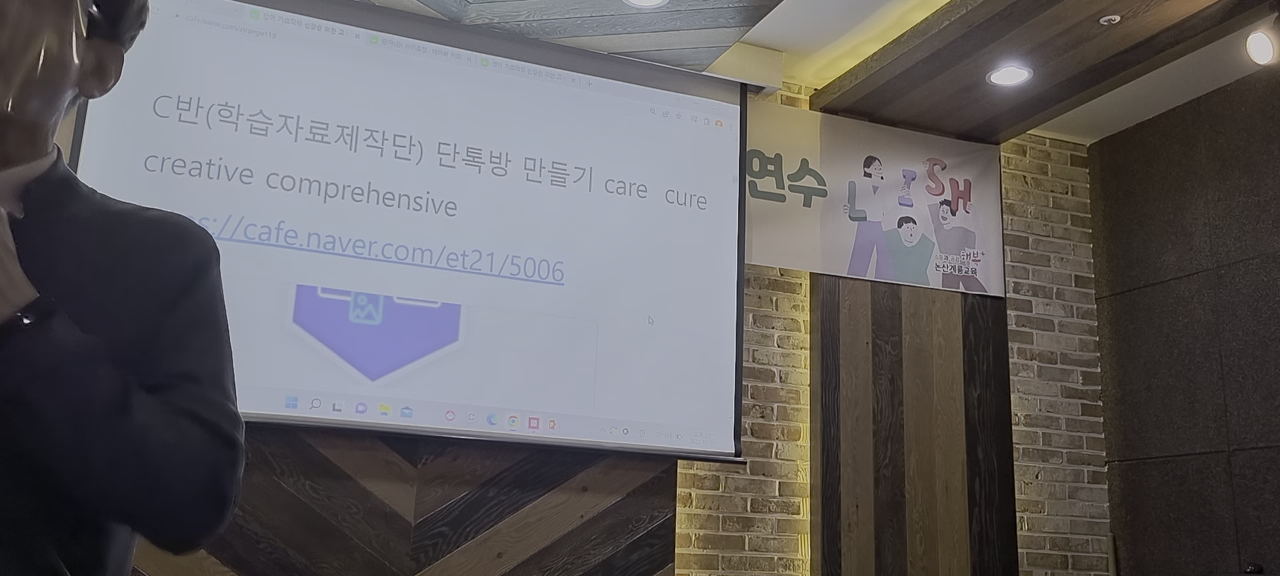 C반(학습자료제작단) 단톡방 만들기 care cure
creative comprehensive
s://cafe.naver.com/et21/5006
연수
L I S H
논산계룡교육